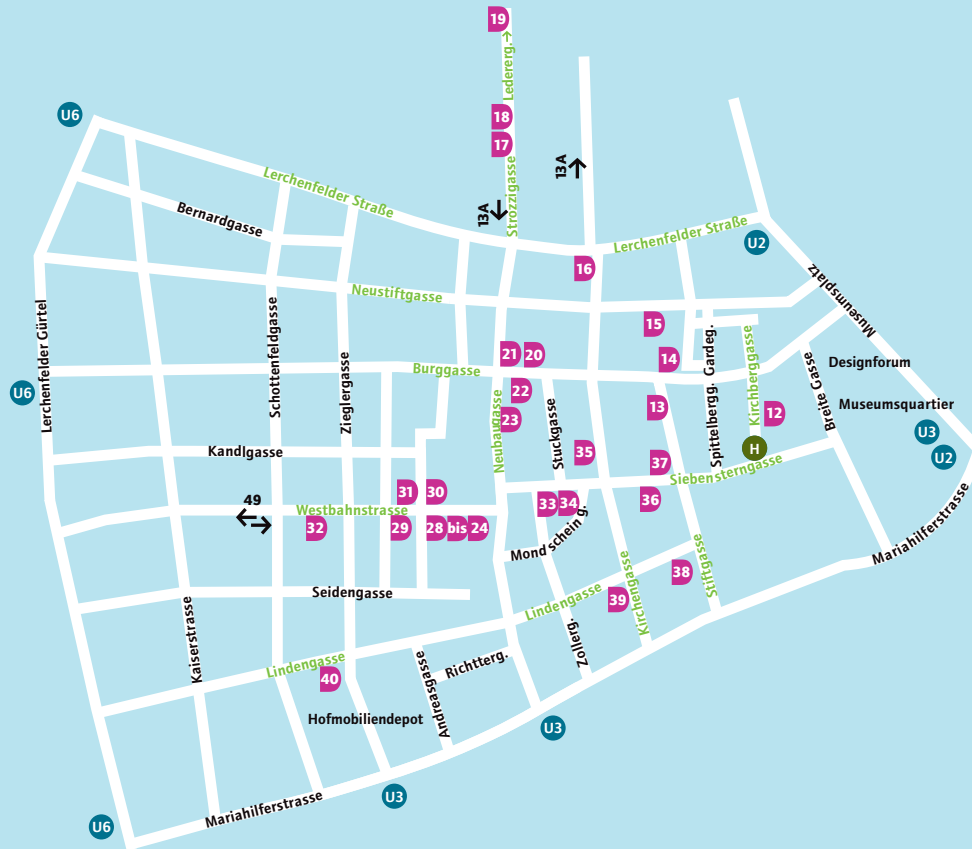 19
Ledererg.→
U6
18
17
13A
Strozzigasse
13A
Lerchenfelder Straße
Bernardgasse
Lerchenfelder Straße
U2
16
Museumsplatz
Neustiftgasse
15
Gardeg.
14
21
20
Burggasse
Kirchberggasse
Breite Gasse
Designforum
Museumsquartier
U3
U2
Lerchenfelder Gürtel
U6
Schottenfeldgasse
Zieglergasse
22
23
Neubaugasse
Stuckgasse
13
12
H
Spittelbergg.
Kandlgasse
35
37
Siebensterngasse
36
31
30
49
Westbahnstrasse
32
29
28 bis 24
33
34
Mondscheing.
Mariahilferstrasse
Seidengasse
38
39
Stiftgasse
Kirchengasse
Lindengasse
Zollerg.
Kaiserstrasse
Lindengasse
40
Richtterg.
Andreasgasse
Hofmobiliendepot
U3
U3
Mariahilferstrasse
U6